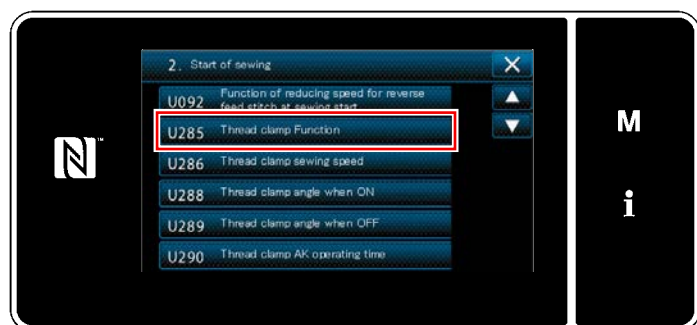 2. Start of sewing
U092 Function of reducing speed for reverse
feed stitch at sewing start
U285 Thread clamp Function
U286 Thread clamp sewing speed
U288 Thread clamp angle when ON
U289 Thread clamp angle when OFF
U290 Thread clamp AK operating time
M
i
N